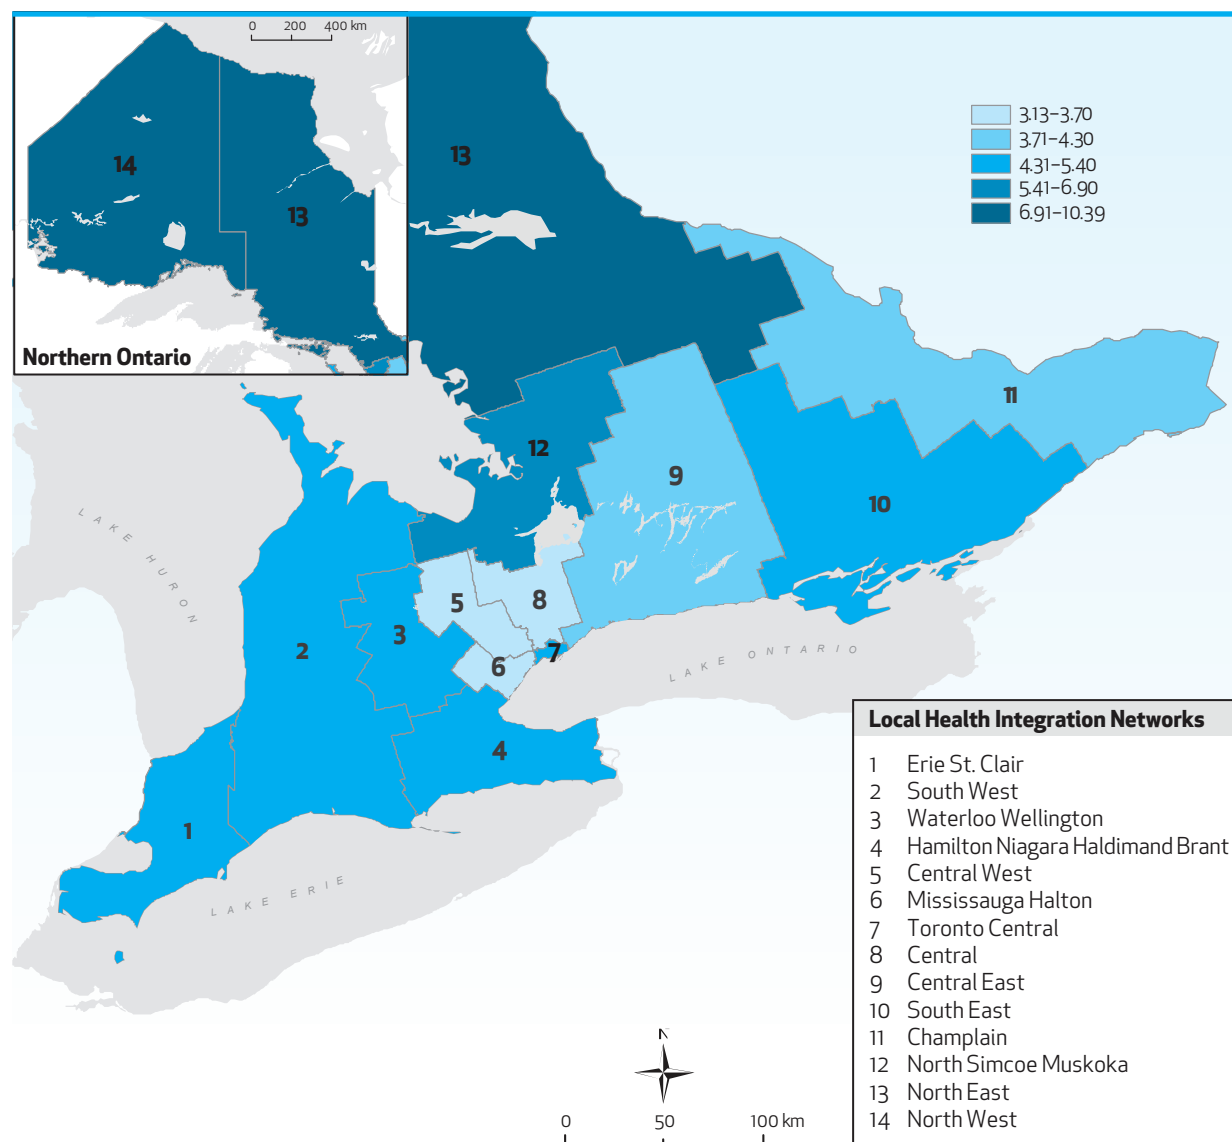 0 200 400 km
14
13
Northern Ontario
13
3.13–3.70
3.71–4.30
4.31–5.40
5.41–6.90
6.91–10.39
11
12
9
10
LAKE HURON
5
8
3
2
7
6
LAKE ONTARIO
4
1
LAKE ERIE
Local Health Integration Networks
1 Erie St. Clair
2 South West
3 Waterloo Wellington
4 Hamilton Niagara Haldimand Brant
5 Central West
6 Mississauga Halton
7 Toronto Central
8 Central
9 Central East
10 South East
11 Champlain
12 North Simcoe Muskoka
13 North East
14 North West
N
0 50 100 km